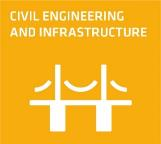 CIVIL ENGINEERING
AND INFRASTRUCTURE